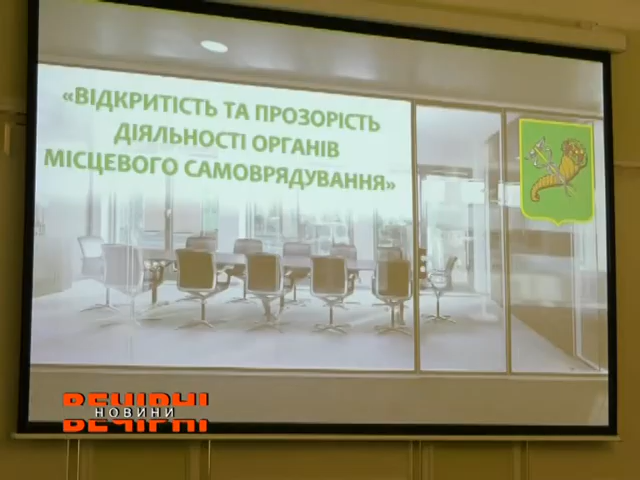 «ВІДКРИТІСТЬ ТА ПРОЗОРІСТЬ
ДІЯЛЬНОСТІ ОРГАНІВ
МІСЦЕВОГО САМОВРЯДУВАННЯ»
ВЕЧІРНІ
НОВИНИ